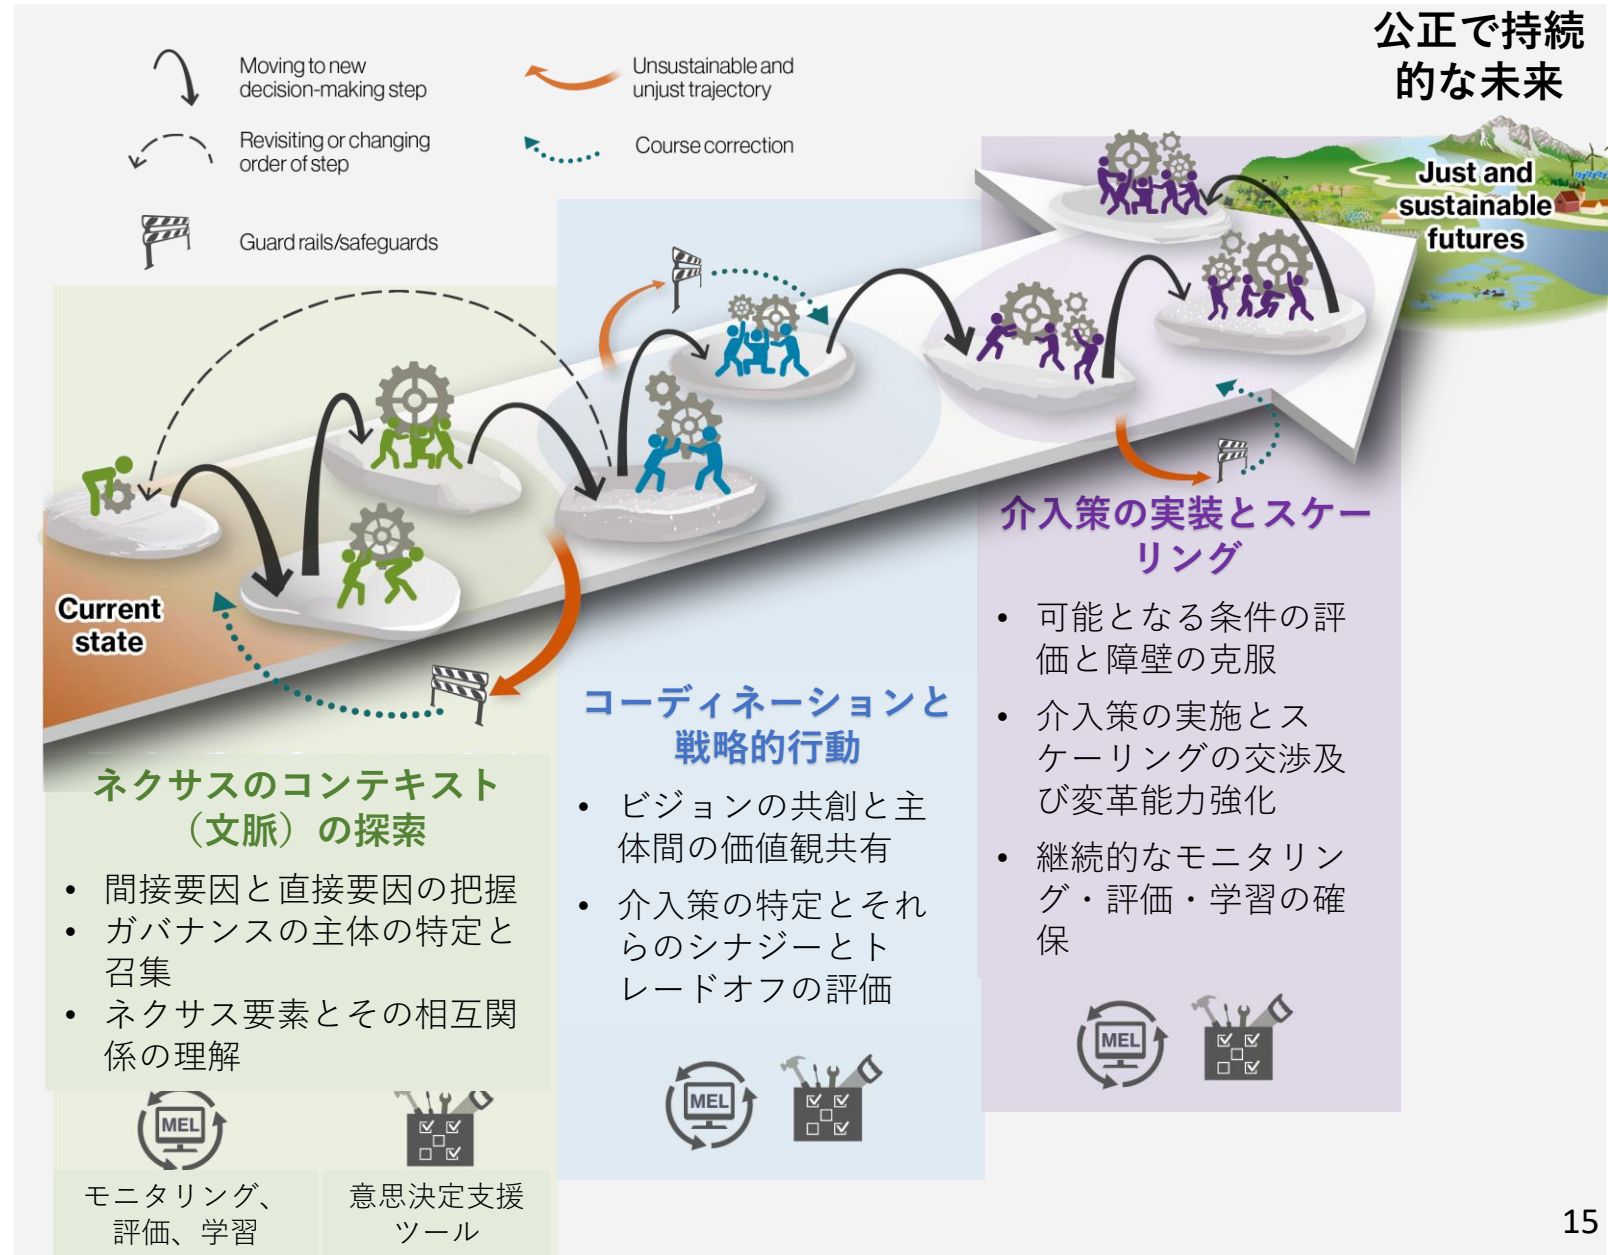 公正で持続
的な未来
Moving to new
decision-making step
Unsustainable and
unjust trajectory
Revisiting or changing
order of step
Course correction
Guard rails/safeguards
Just and
sustainable
futures
Current
state
ネクサスのコンテキスト
（文脈）の探索
• 間接要因と直接要因の把握
• ガバナンスの主体の特定と
召集
• ネクサス要素とその相互関
係の理解
MEL
モニタリング、
評価、学習
意思決定支援
ツール
コーディネーションと
戦略的行動
• ビジョンの共創と主
体間の価値観共有
• 介入策の特定とそれ
らのシナジーとト
レードオフの評価
MEL
介入策の実装とスケー
リング
• 可能となる条件の評
価と障壁の克服
• 介入策の実施とス
ケーリングの交渉及
び変革能力強化
• 継続的なモニタリン
グ・評価・学習の確
保
MEL
15